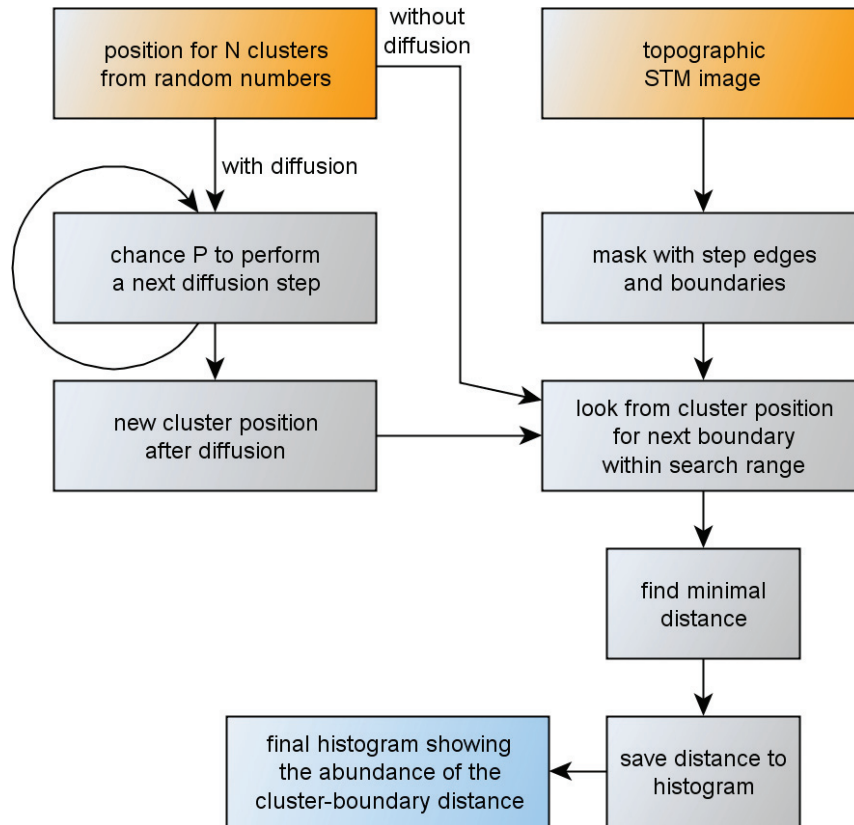 position for N clusters
from random numbers
without
diffusion
topographic
STM image
with diffusion
chance P to perform
a next diffusion step
mask with step edges
and boundaries
new cluster position
after diffusion
look from cluster position
for next boundary
within search range
find minimal
distance
final histogram showing
the abundance of the
cluster-boundary distance
save distance to
histogram